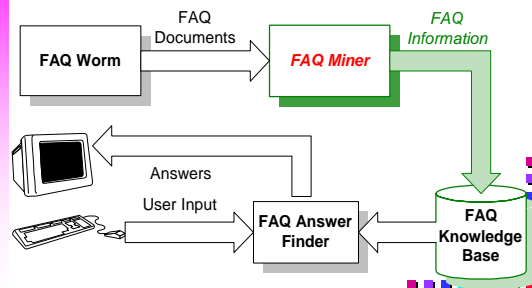 FAQ
Documents
FAQ
Information
FAQ Worm
FAQ Miner
Answers
User Input
FAQ Answer
Finder
FAQ
Knowledge
Base